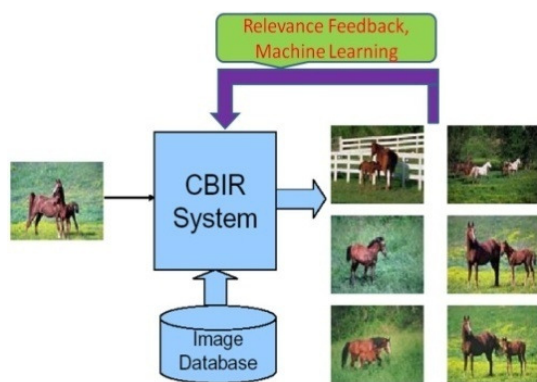 Relevance Feedback,
Machine Learning
CBIR
System
Image
Database